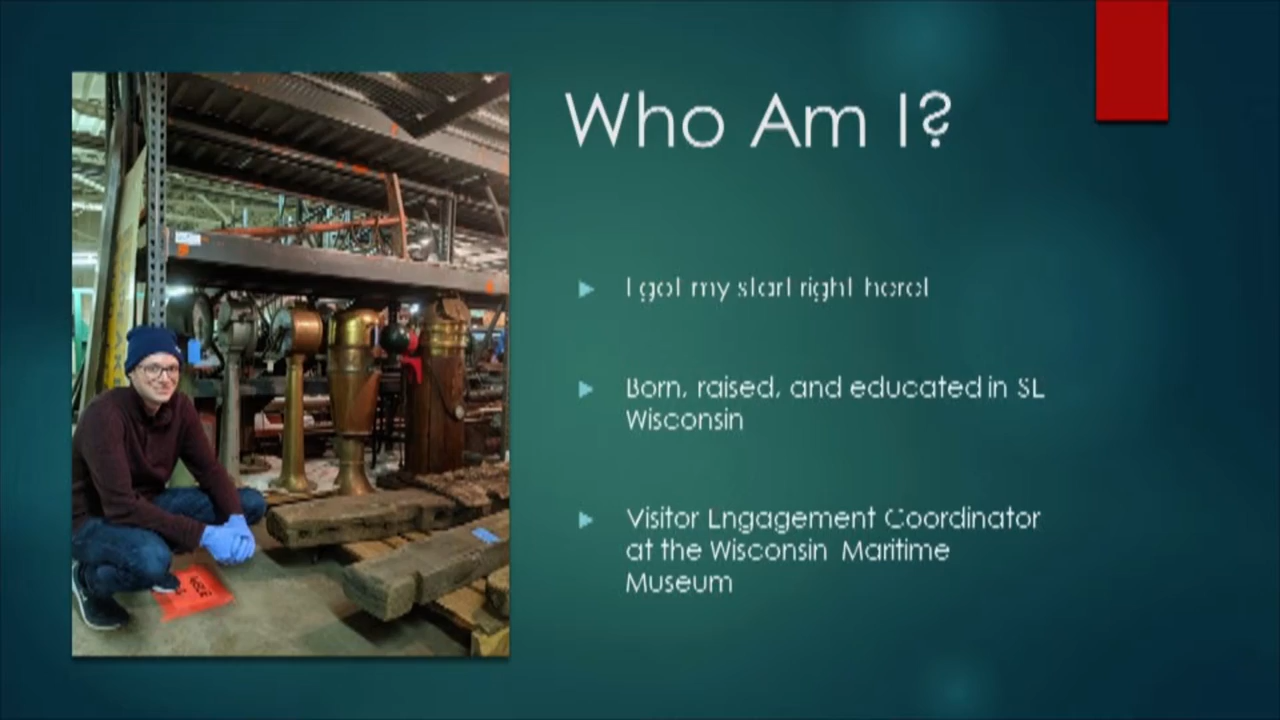 Who Am I?
I got my start right here!
Born, raised, and educated in SE
Wisconsin
Visitor Engagement Coordinator
at the Wisconsin Maritime
Museum